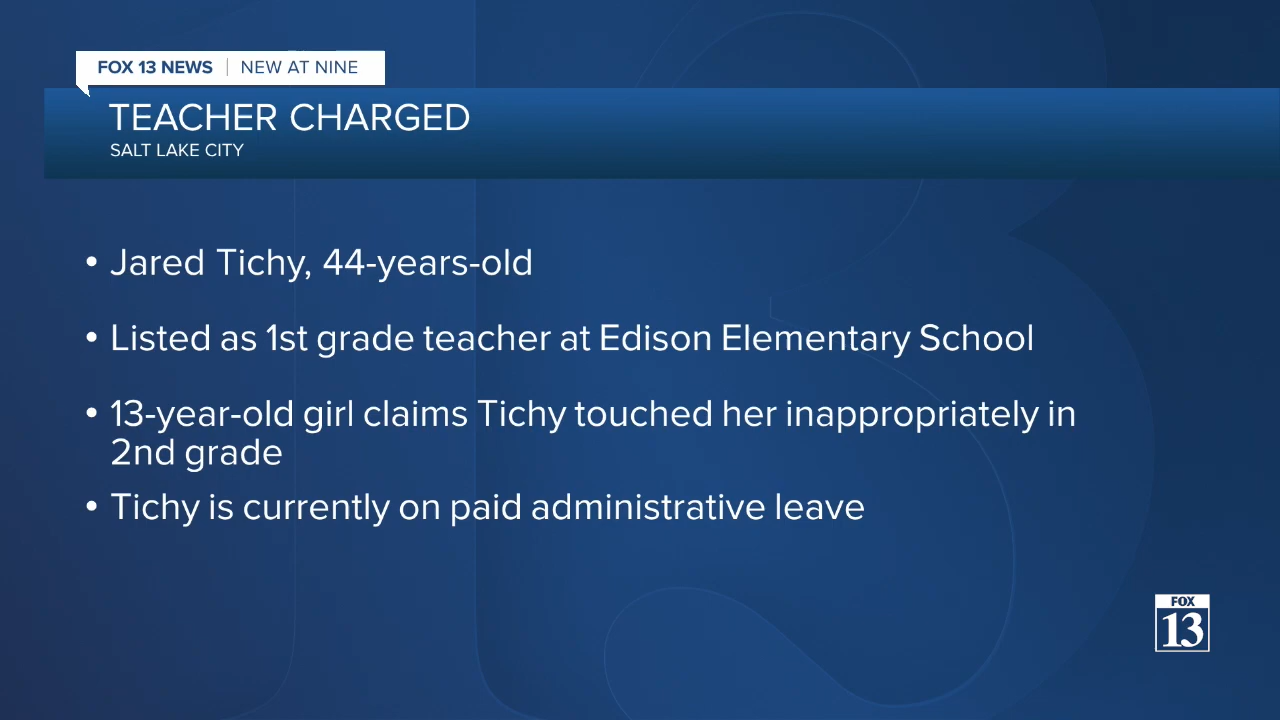 FOX 13 NEWS | NEW AT NINE
TEACHER CHARGED
SALT LAKE CITY
• Jared Tichy, 44-years-old
• Listed as 1st grade teacher at Edison Elementary School
• 13-year-old girl claims Tichy touched her inappropriately in
2nd grade
• Tichy is currently on paid administrative leave
FOX
13